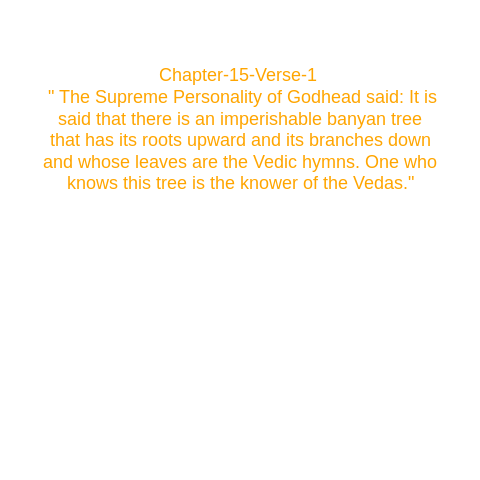 Chapter-15-Verse-1
" The Supreme Personality of Godhead said: It is
said that there is an imperishable banyan tree
that has its roots upward and its branches down
and whose leaves are the Vedic hymns. One who
knows this tree is the knower of the Vedas."